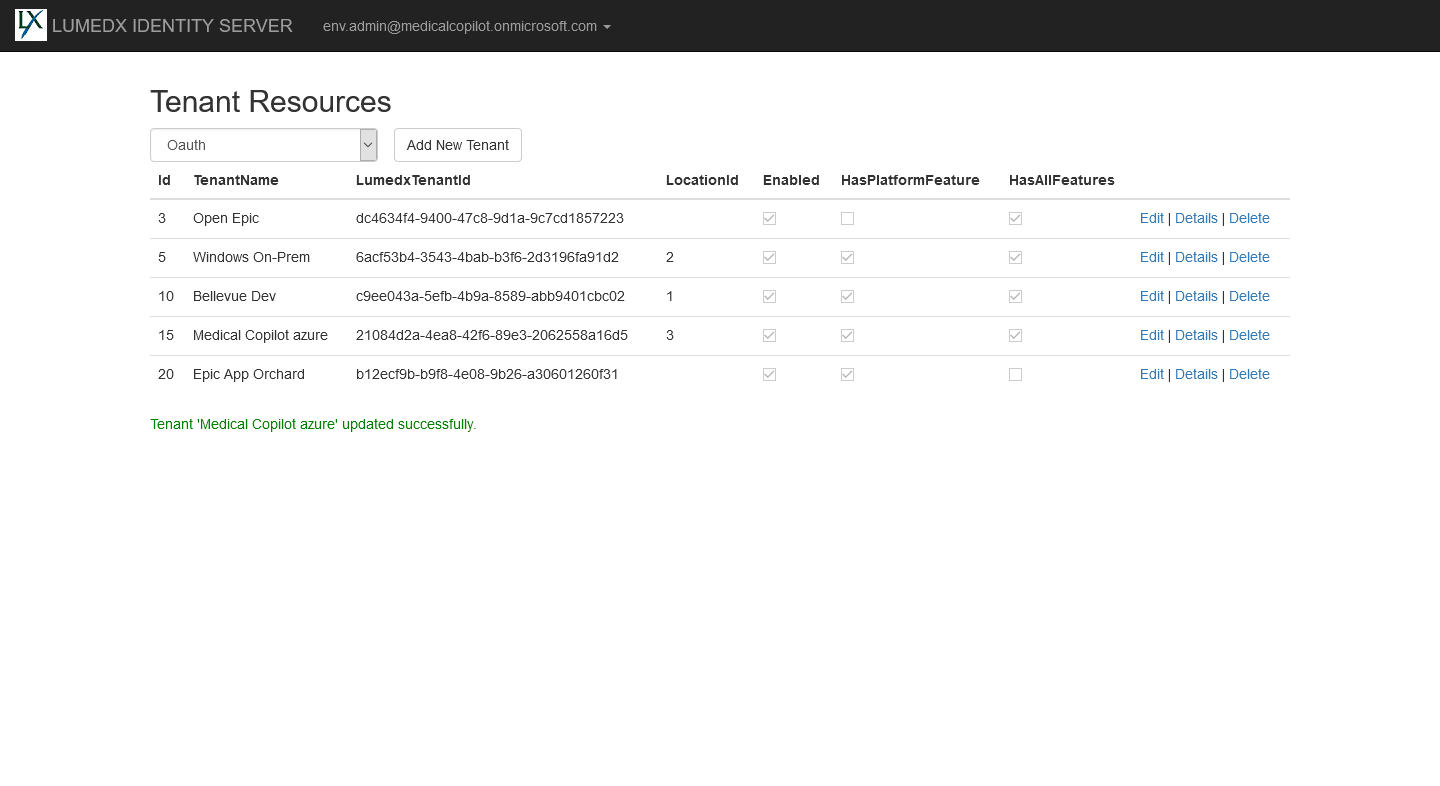 LX LUMEDX IDENTITY SERVER env.admin@medicalcopilot.onmicrosoft.com
Tenant Resources
Oauth Add New Tenant
Id TenantName LumedxTenantId LocationId Enabled HasPlatformFeature HasAllFeatures
3 Open Epic dc4634f4-9400-47c8-9d1a-9c7cd1857223 Edit | Details | Delete
5 Windows On-Prem 6acf53b4-3543-4bab-b3f6-2d3196fa91d2 2 Edit | Details | Delete
10 Bellevue Dev c9ee043a-5efb-4b9a-8589-abb9401cbc02 1 Edit | Details | Delete
15 Medical Copilot azure 21084d2a-4ea8-42f6-89e3-2062558a16d5 3 Edit | Details | Delete
20 Epic App Orchard b12ecf9b-b9f8-4e08-9b26-a30601260f31 Edit | Details | Delete
Tenant 'Medical Copilot azure' updated successfully.